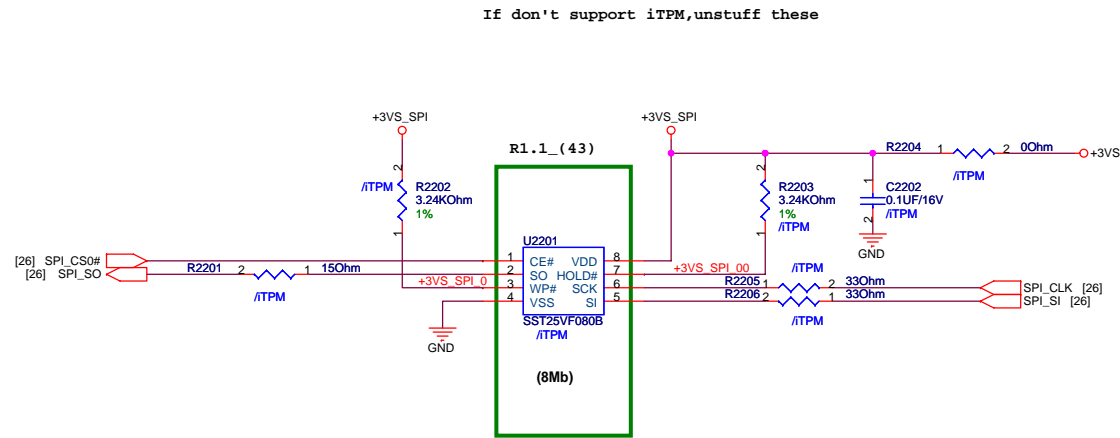 If don't support iTPM,unstuff these
+3VS_SPI
+3VS_SPI
R1.1_(43)
R2204 1 2 0Ohm
+3VS
/iTPM
2
/iTPM
R2202
3.24KOhm
1%
1
2
R2203
3.24KOhm
1%
/iTPM
1
1
C2202
0.1UF/16V
/iTPM
2
GND
U2201
[26] SPI_CS0#
1 CE# VDD 8
[26] SPI_SO
R2201 2 1 15Ohm
/iTPM
2 SO HOLD# 7
+3VS_SPI_00
+3VS_SPI_0
3 WP# SCK 6
/iTPM
R2205 1 2 33Ohm
SPI_CLK [26]
4 VSS SI 5
R2206 2 1 33Ohm
SPI_SI [26]
/iTPM
GND
SST25VF080B
/iTPM
(8Mb)